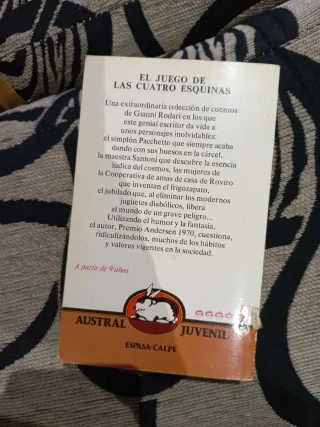 EL JUEGO DE
LAS CUATRO ESQUINAS
Una extraordinaria colección de cuentos
de Gianni Rodari en los que
este genial escritor da vida a
unos personajes inolvidables:
el simplón Pacchetto que siempre acaba
dando con sus huesos en la cárcel,
la maestra Santoni que descubre la esencia
lúdica del cosmos, las mujeres de
la Cooperativa de amas de casa de Roviro
que inventan el frigozapato,
el jubilado que, al eliminar los modernos
juguetes diabólicos, libera
al mundo de un grave peligro...
Utilizando el humor y la fantasía,
el autor, Premio Andersen 1970, cuestiona,
ridiculizándolos, muchos de los hábitos
y valores vigentes en la sociedad.
A partir de 9 años
AUSTRAL JUVENIL
ESPASA-CALPE